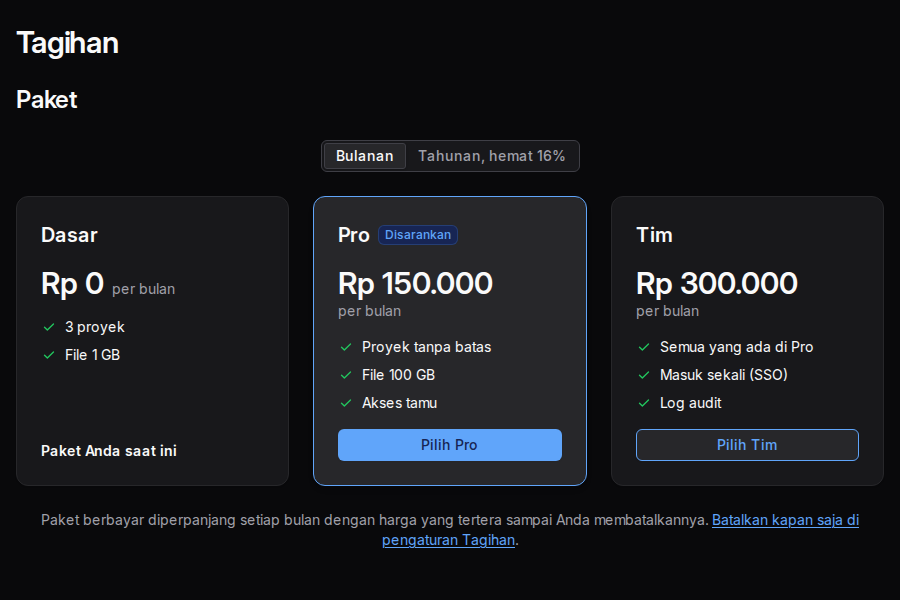 Tagihan
Paket
Bulanan
Tahunan, hemat 16%
Dasar
Rp 0 per bulan
3 proyek
File 1 GB
Paket Anda saat ini
Pro Disarankan
Rp 150.000
per bulan
Proyek tanpa batas
File 100 GB
Akses tamu
Pilih Pro
Tim
Rp 300.000
per bulan
Semua yang ada di Pro
Masuk sekali (SSO)
Log audit
Pilih Tim
Paket berbayar diperpanjang setiap bulan dengan harga yang tertera sampai Anda membatalkannya. Batalkan kapan saja di
pengaturan Tagihan.